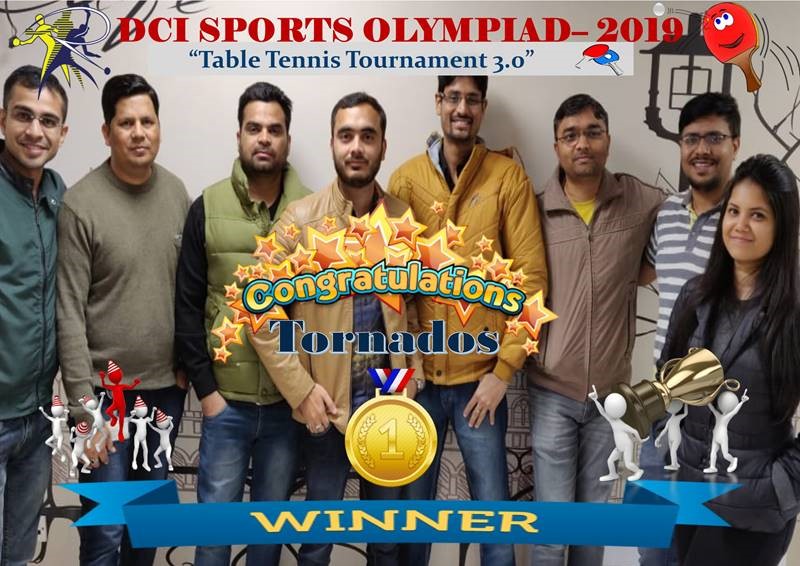 DCI SPORTS OLYMPIAD– 2019
“Table Tennis Tournament 3.0”
Congratulations
Tornados
1
WINNER